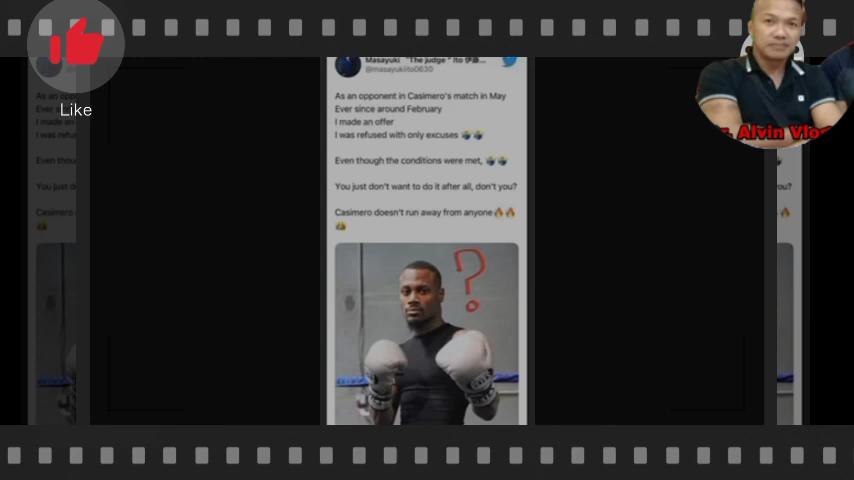 Like
Masayuki "The judge" Ito 伊藤...
@masayukiito0630
As an opponent in Casimero's match in May
Ever since around February
I made an offer
I was refused with only excuses
Even though the conditions were met,
You just don't want to do it after all, don't you?
Casimero doesn't run away from anyone🔥🔥
?
Alvin Vlog